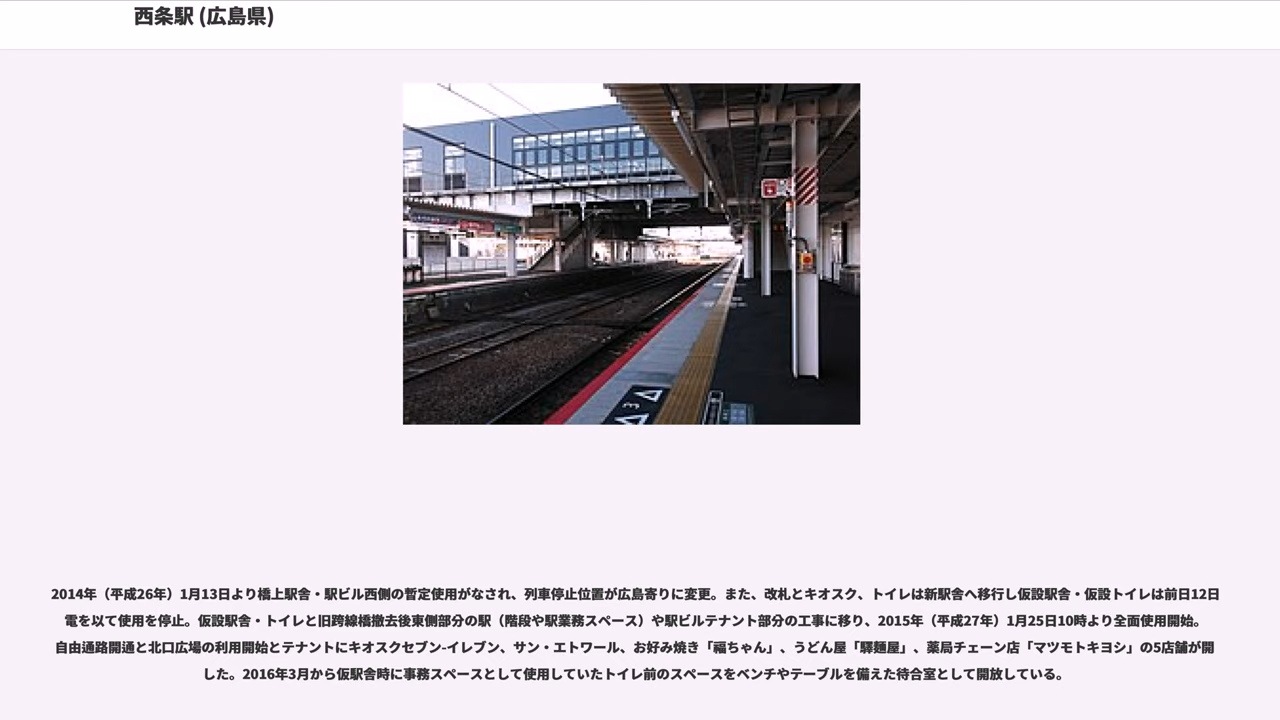 西条駅 (広島県)
2014年（平成26年）1月13日より橋上駅舎・駅ビル西側の暫定使用がなされ、列車停止位置が広島寄りに変更。また、改札とキオスク、トイレは新駅舎へ移行し仮設駅舎・仮設トイレは前日12日
電を以て使用を停止。仮設駅舎・トイレと旧跨線橋撤去後東側部分の駅（階段や駅業務スペース）や駅ビルテナント部分の工事に移り、2015年（平成27年）1月25日10時より全面使用開始。
自由通路開通と北口広場の利用開始とテナントにキオスクセブン-イレブン、サン・エトワール、お好み焼き「福ちゃん」、うどん屋「驛麺屋」、薬局チェーン店「マツモトキヨシ」の5店舗が開
した。2016年3月から仮駅舎時に事務スペースとして使用していたトイレ前のスペースをベンチやテーブルを備えた待合室として開放している。